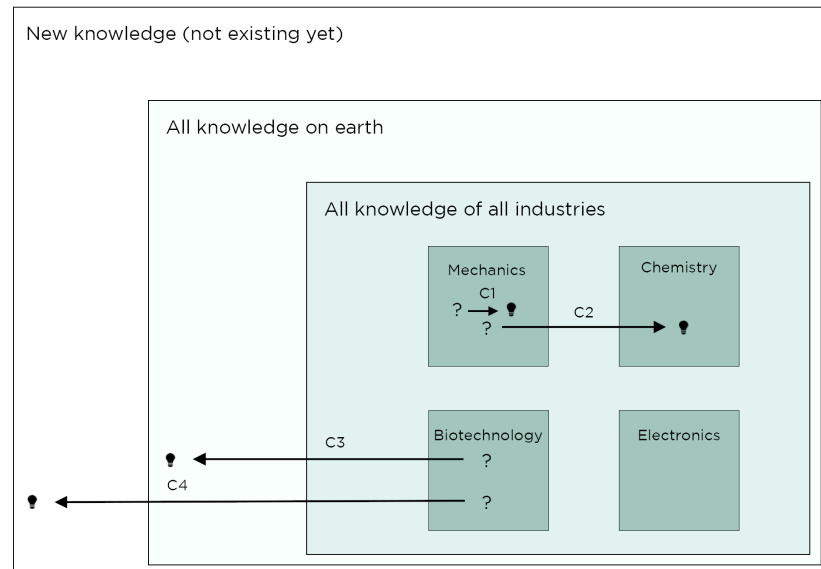 New knowledge (not existing yet)
All knowledge on earth
All knowledge of all industries
Mechanics
C1
?
?
C2
Chemistry
Biotechnology
?
?
C3
C4
Electronics